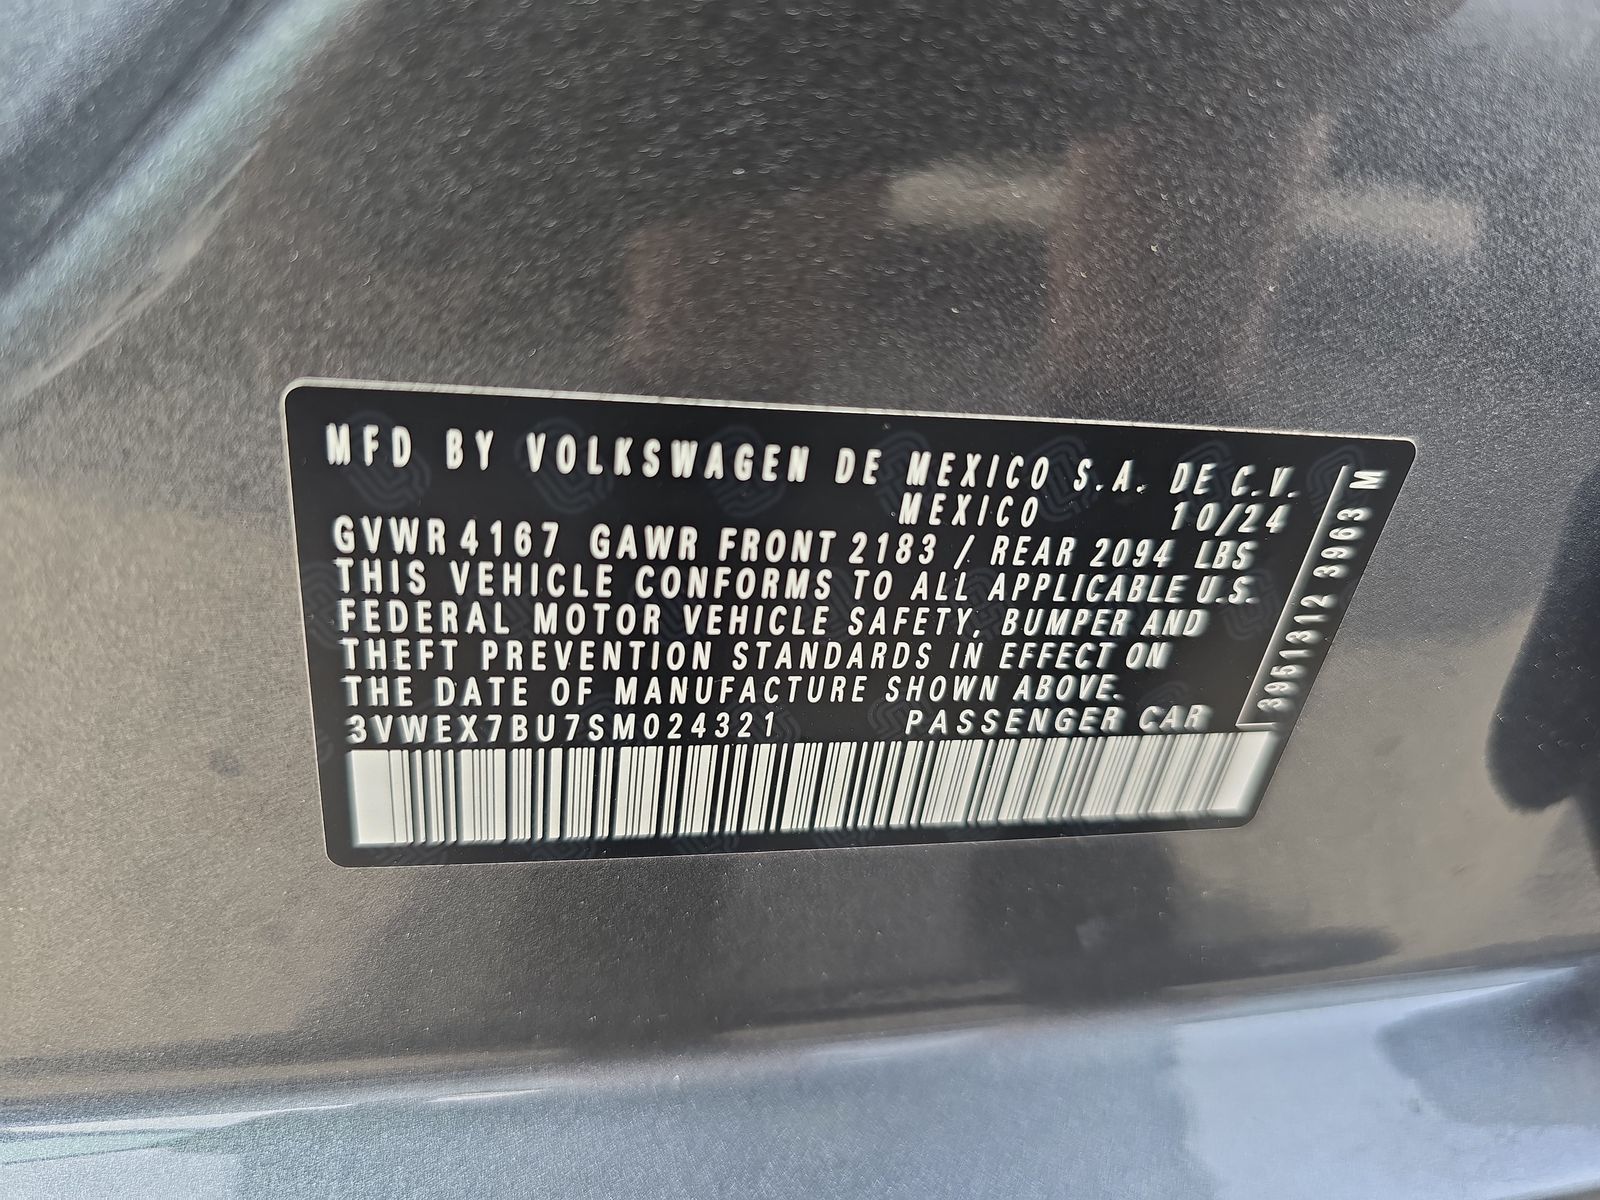 MFD BY VOLKSWAGEN DE MEXICO S.A. DE C.V.
MEXICO 10/24
GVWR 4167 GAWR FRONT 2183 / REAR 2094 LBS
THIS VEHICLE CONFORMS TO ALL APPLICABLE U.S.
FEDERAL MOTOR VEHICLE SAFETY, BUMPER AND
THEFT PREVENTION STANDARDS IN EFFECT ON
THE DATE OF MANUFACTURE SHOWN ABOVE.
3VWEX7BU7SM024321 PASSENGER CAR
3951312 3963 M